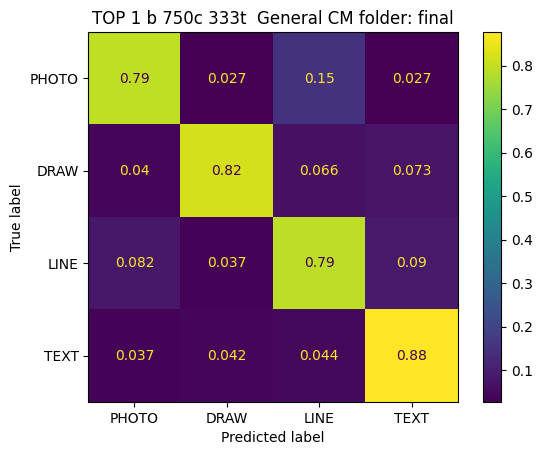 TOP 1 b 750c 333t  General CM folder: final
PHOTO 0.79 0.027 0.15 0.027
DRAW 0.04 0.82 0.066 0.073
LINE 0.082 0.037 0.79 0.09
TEXT 0.037 0.042 0.044 0.88
PHOTO DRAW LINE TEXT
Predicted label
True label
0.8
0.7
0.6
0.5
0.4
0.3
0.2
0.1